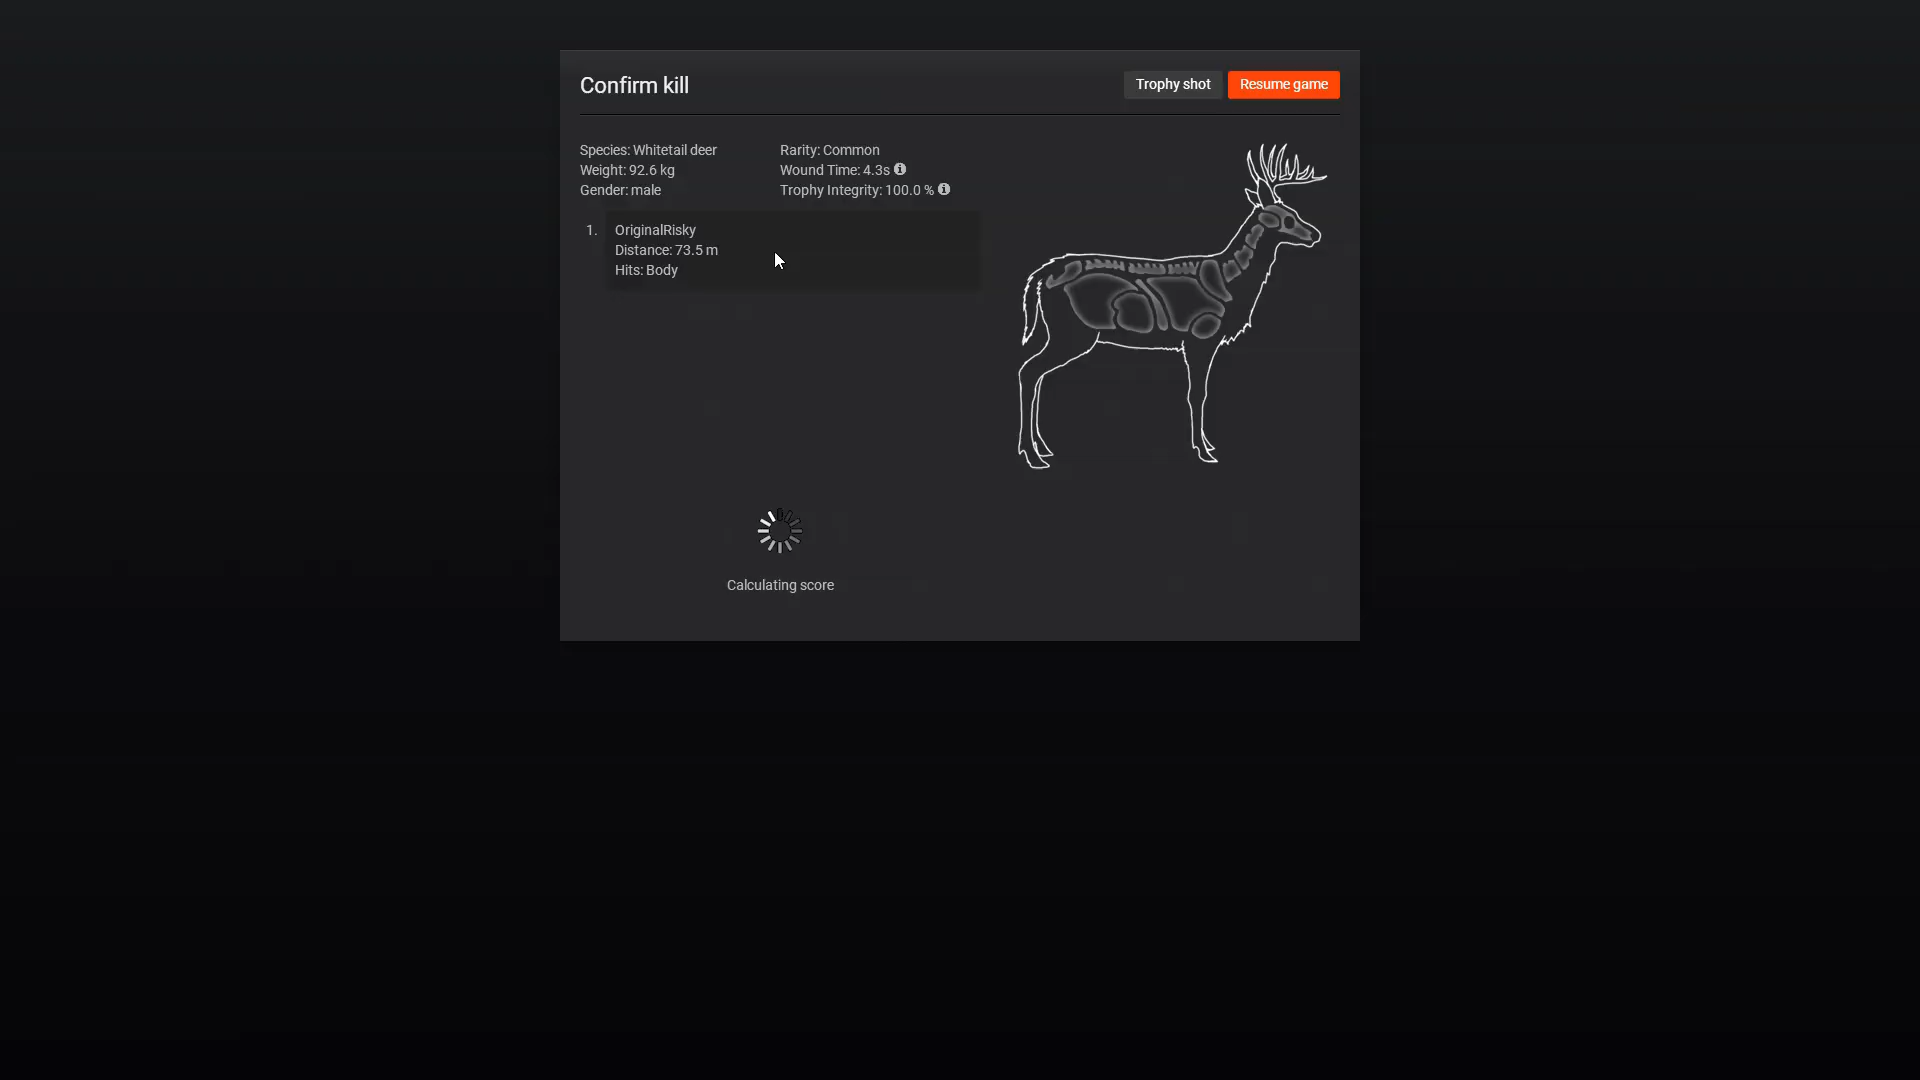 Confirm kill
Trophy shot
Resume game
Species: Whitetail deer
Weight: 92.6 kg
Gender: male
Rarity: Common
Wound Time: 4.3s
Trophy Integrity: 100.0 %
1.
OriginalRisky
Distance: 73.5 m
Hits: Body
Calculating score